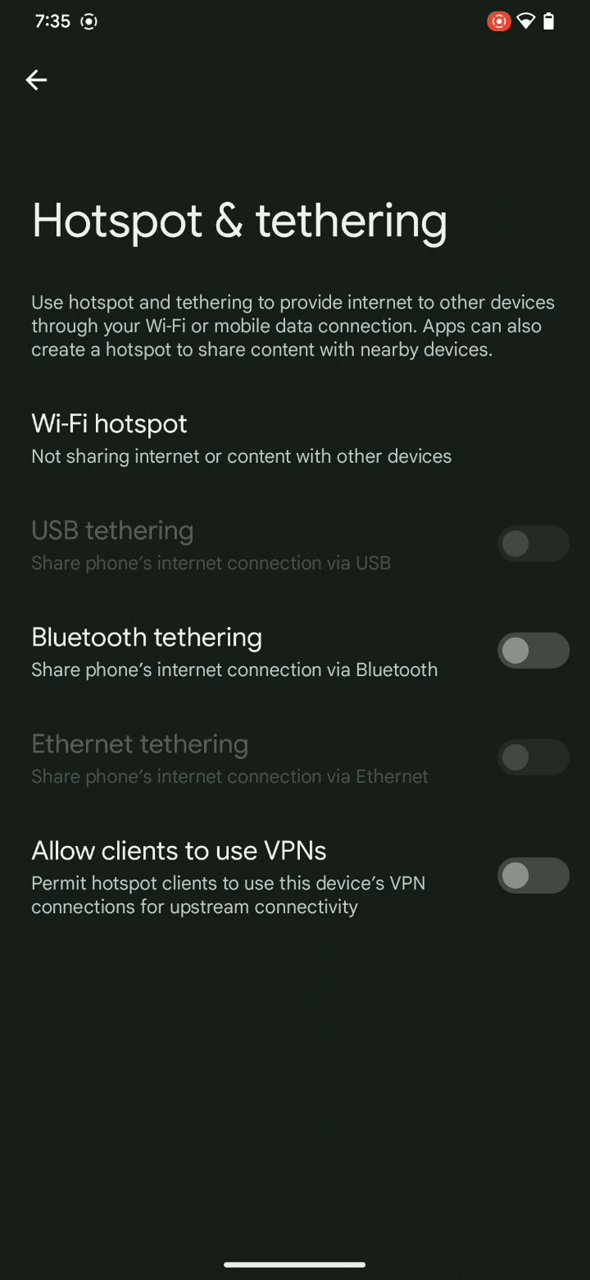 7:35
Hotspot & tethering
Use hotspot and tethering to provide internet to other devices
through your Wi-Fi or mobile data connection. Apps can also
create a hotspot to share content with nearby devices.
Wi-Fi hotspot
Not sharing internet or content with other devices
USB tethering
Share phone’s internet connection via USB
Bluetooth tethering
Share phone’s internet connection via Bluetooth
Ethernet tethering
Share phone’s internet connection via Ethernet
Allow clients to use VPNs
Permit hotspot clients to use this device’s VPN
connections for upstream connectivity